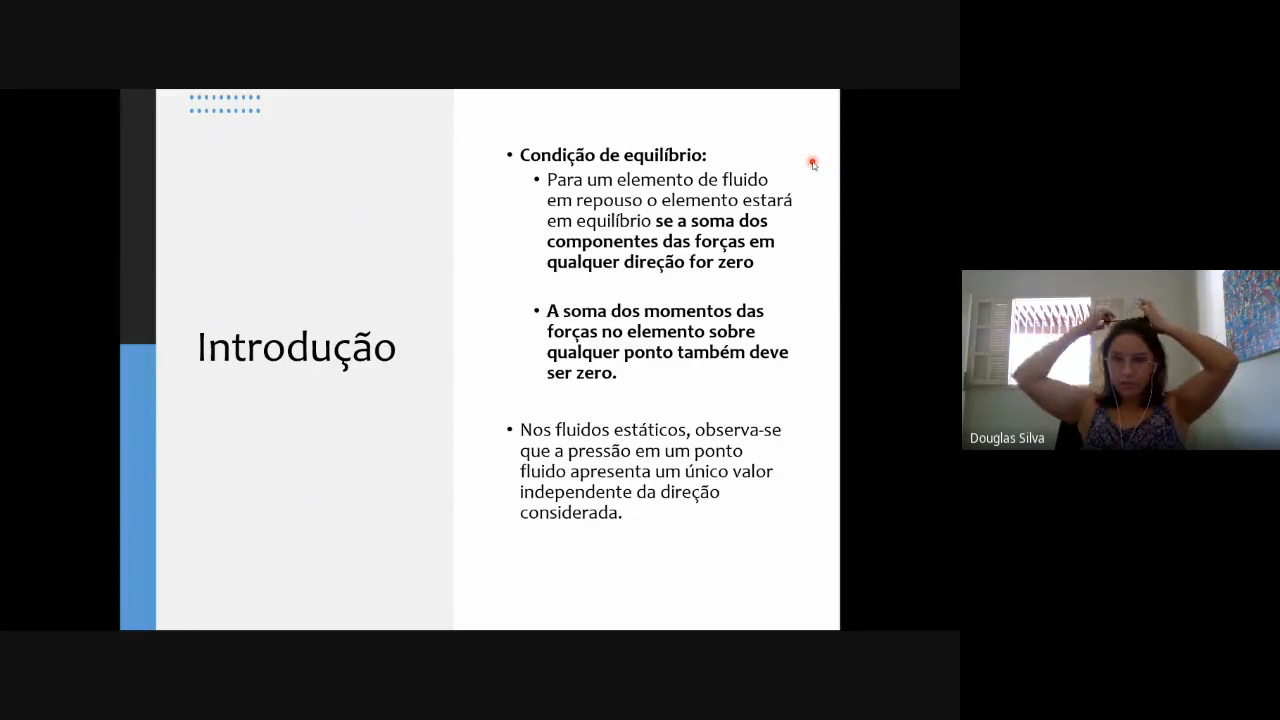 Introdução
• Condição de equilíbrio:
• Para um elemento de fluido
em repouso o elemento estará
em equilíbrio se a soma dos
componentes das forças em
qualquer direção for zero
• A soma dos momentos das
forças no elemento sobre
qualquer ponto também deve
ser zero.
• Nos fluidos estáticos, observa-se
que a pressão em um ponto
fluido apresenta um único valor
independente da direção
considerada.
Douglas Silva